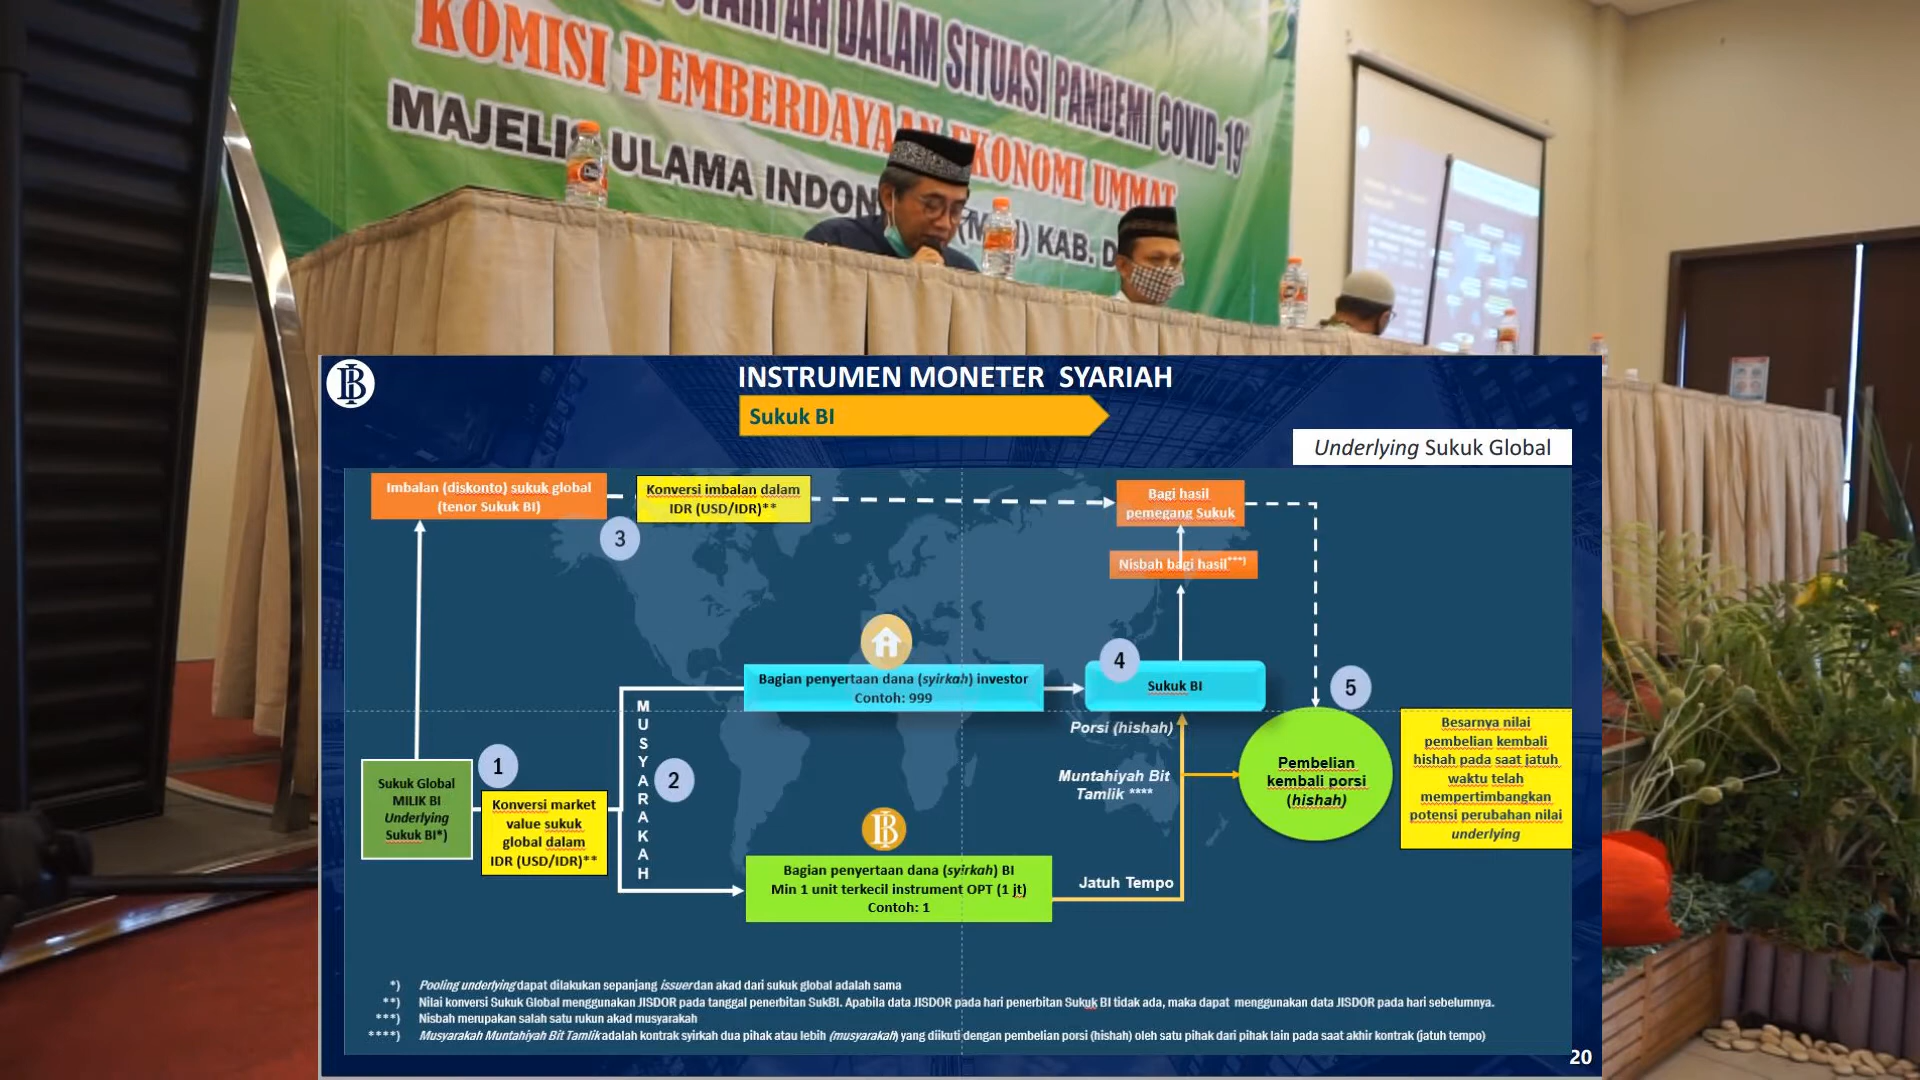 SYARI'AH DALAM SITUASI PANDEMI COVID-19
KOMISI PEMBERDAYAAN EKONOMI UMMAT
MAJELIS ULAMA INDON (M I) KAB. D
INSTRUMEN MONETER SYARIAH
Sukuk BI
Underlying Sukuk Global
Imbalan (diskonto) sukuk global
(tenor Sukuk BI)
3
Konversi imbalan dalam
IDR (USD/IDR)**
Bagi hasil
pemegang Sukuk
Nisbah bagi hasil***)
Bagian penyertaan dana (syirkah) investor
Contoh: 999
4
Sukuk BI
5
Porsi (hishah)
Muntahiyah Bit
Tamlik ****
Pembelian
kembali porsi
(hishah)
Besarnya nilai
pembelian kembali
hishah pada saat jatuh
waktu telah
mempertimbangkan
potensi perubahan nilai
underlying
Sukuk Global
MILIK BI
Underlying
Sukuk BI*)
1
Konversi market
value sukuk
global dalam
IDR (USD/IDR)**
MUSYARAKAH
2
Bagian penyertaan dana (syirkah) BI
Min 1 unit terkecil instrument OPT (1 jt)
Contoh: 1
Jatuh Tempo
*) Pooling underlying dapat dilakukan sepanjang issuer dan akad dari sukuk global adalah sama
**) Nilai konversi Sukuk Global menggunakan JISDOR pada tanggal penerbitan SukBI. Apabila data JISDOR pada hari penerbitan Sukuk BI tidak ada, maka dapat menggunakan data JISDOR pada hari sebelumnya.
***) Nisbah merupakan salah satu rukun akad musyarakah
****) Musyarakah Muntahiyah Bit Tamlik adalah kontrak syirkah dua pihak atau lebih (musyarakah) yang diikuti dengan pembelian porsi (hishah) oleh satu pihak dari pihak lain pada saat akhir kontrak (jatuh tempo)
20